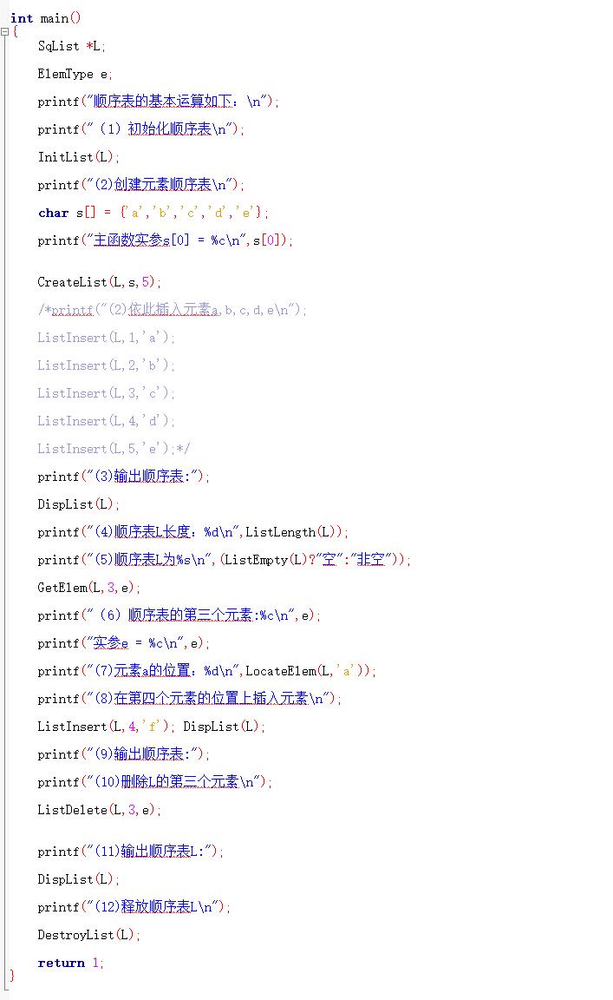 int main()
{
SqList *L;
ElemType e;
printf("顺序表的基本运算如下：\n");
printf("（1）初始化顺序表\n");
InitList(L);
printf("(2)创建元素顺序表\n");
char s[] = {'a','b','c','d','e'};
printf("主函数实参s[0] = %c\n",s[0]);
CreateList(L,s,5);
/*printf("(2)依此插入元素a,b,c,d,e\n");
ListInsert(L,1,'a');
ListInsert(L,2,'b');
ListInsert(L,3,'c');
ListInsert(L,4,'d');
ListInsert(L,5,'e');*/
printf("(3)输出顺序表:");
DispList(L);
printf("(4)顺序表L长度：%d\n",ListLength(L));
printf("(5)顺序表L为%s\n",(ListEmpty(L)?"空":"非空"));
GetElem(L,3,e);
printf("（6）顺序表的第三个元素:%c\n",e);
printf("实参e = %c\n",e);
printf("(7)元素a的位置：%d\n",LocateElem(L,'a'));
printf("(8)在第四个元素的位置上插入元素\n");
ListInsert(L,4,'f'); DispList(L);
printf("(9)输出顺序表:");
printf("(10)删除L的第三个元素\n");
ListDelete(L,3,e);
printf("(11)输出顺序表L:");
DispList(L);
printf("(12)释放顺序表L\n");
DestroyList(L);
return 1;
}